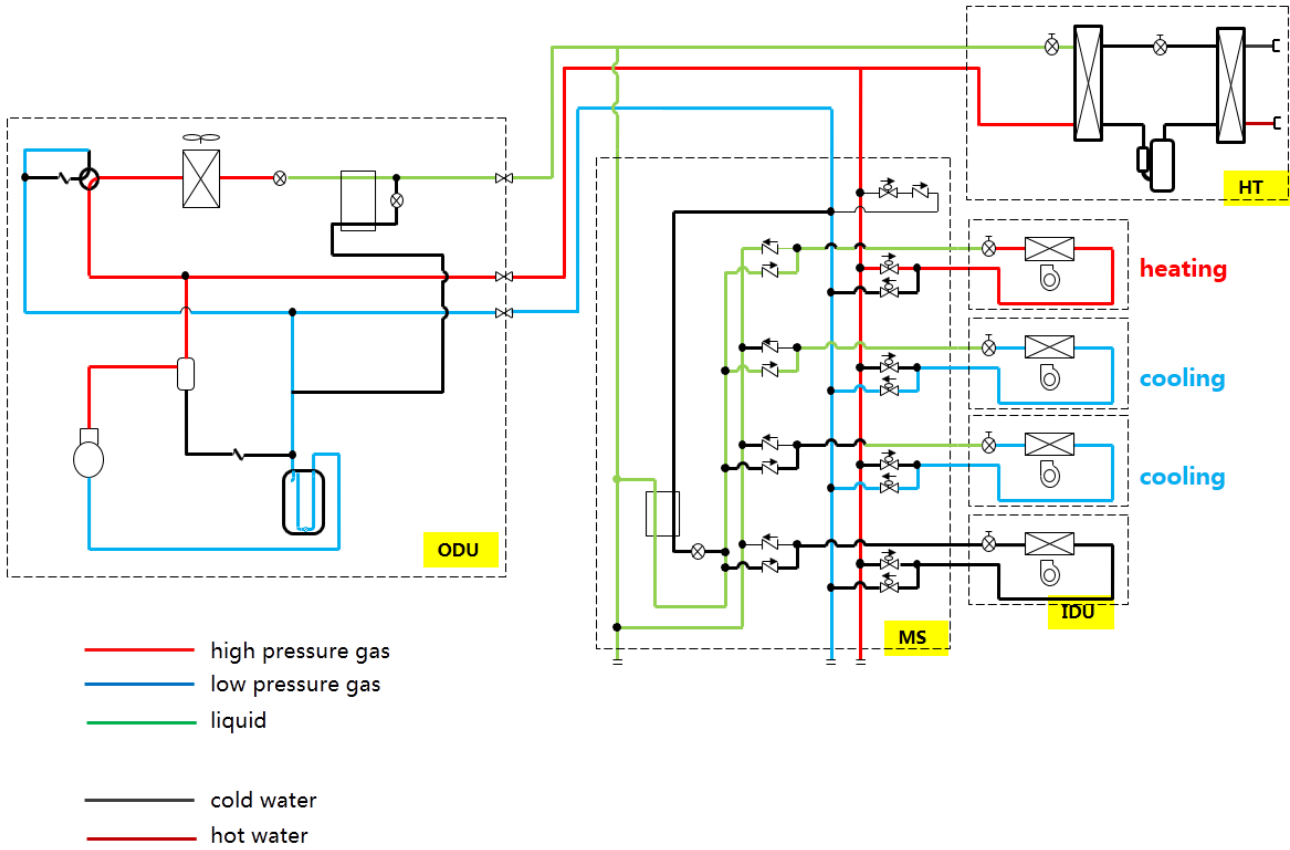 HT
heating
cooling
cooling
ODU
IDU
MS
high pressure gas
low pressure gas
liquid
cold water
hot water